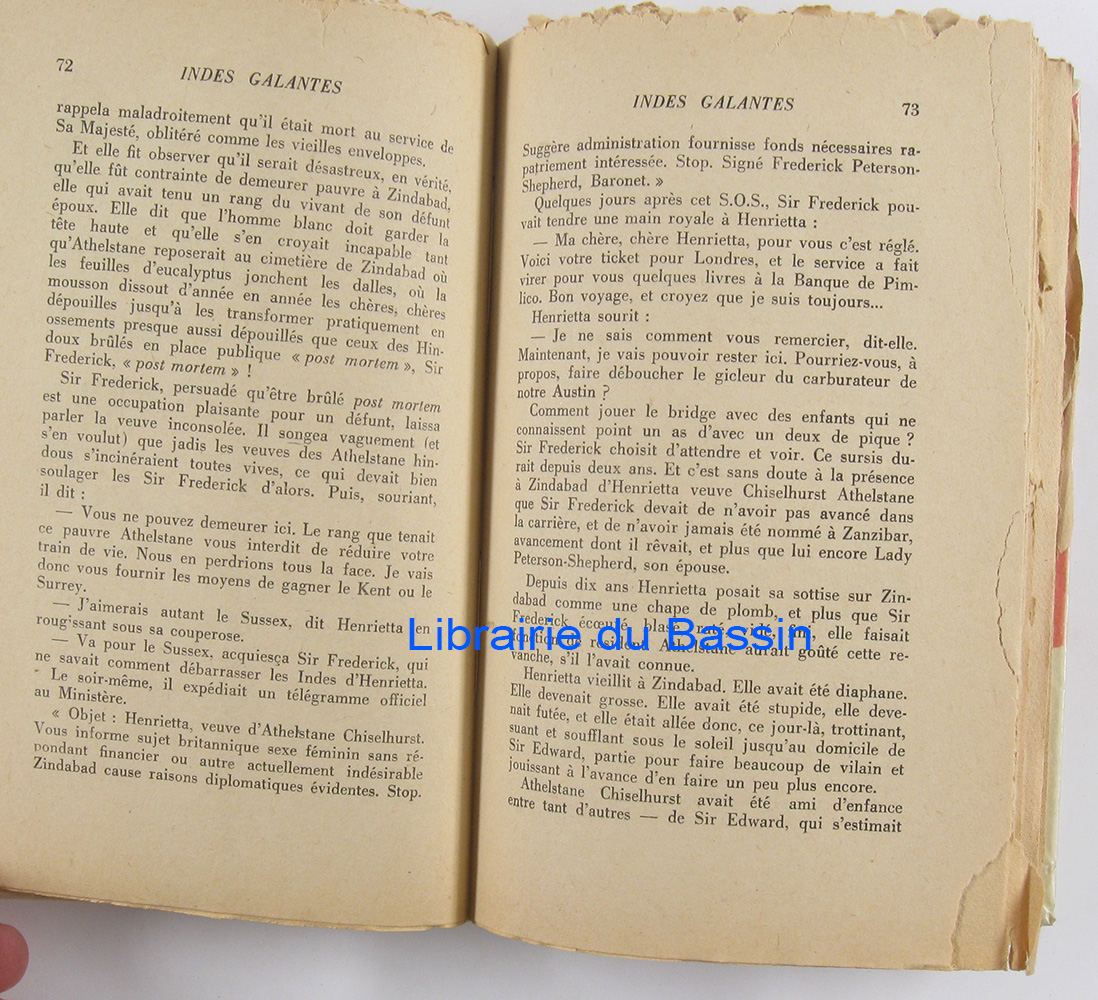 72
INDES GALANTES
rappela maladroitement qu'il était mort au service de
Sa Majesté, oblitéré comme les vieilles enveloppes.
Et elle fit observer qu'il serait désastreux, en vérité,
qu'elle fût contrainte de demeurer pauvre à Zindabad,
elle qui avait tenu un rang du vivant de son défunt
époux. Elle dit que l'homme blanc doit garder la
tête haute et qu'elle s'en croyait incapable tant
qu'Athelstane reposerait au cimetière de Zindabad où
les feuilles d'eucalyptus jonchent les dalles, où la
mousson dissout d'année en année les chères, chères
dépouilles jusqu'à les transformer pratiquement en
ossements presque aussi dépouillés que ceux des Hin-
doux brûlés en place publique « post mortem », Sir
Frederick, « post mortem » !
Sir Frederick, persuadé qu'être brûlé post mortem
est une occupation plaisante pour un défunt, laissa
parler la veuve inconsolée. Il songea vaguement (et
s'en voulut) que jadis les veuves des Athelstane hin-
dous s'incinéraient toutes vives, ce qui devait bien
soulager les Sir Frederick d'alors. Puis, souriant,
il dit :
— Vous ne pouvez demeurer ici. Le rang que tenait
ce pauvre Athelstane vous interdit de réduire votre
train de vie. Nous en perdrions tous la face. Je vais
donc vous fournir les moyens de gagner le Kent ou le
Surrey.
— J'aimerais autant le Sussex, dit Henrietta en
rougissant sous sa couperose.
— Va pour le Sussex, acquiesça Sir Frederick, qui
ne savait comment débarrasser les Indes d'Henrietta.
Le soir-même, il expédiait un télégramme officiel
au Ministère.
« Objet : Henrietta, veuve d'Athelstane Chiselhurst.
Vous informe sujet britannique sexe féminin sans ré-
pondant financier ou autre actuellement indésirable
Zindabad cause raisons diplomatiques évidentes. Stop.
INDES GALANTES
73
Suggère administration fournisse fonds nécessaires ra-
patriement intéressée. Stop. Signé Frederick Peterson-
Shepherd, Baronet. »
Quelques jours après cet S.O.S., Sir Frederick pou-
vait tendre une main royale à Henrietta :
— Ma chère, chère Henrietta, pour vous c'est réglé.
Voici votre ticket pour Londres, et le service a fait
virer pour vous quelques livres à la Banque de Pim-
lico. Bon voyage, et croyez que je suis toujours...
Henrietta sourit :
— Je ne sais comment vous remercier, dit-elle.
Maintenant, je vais pouvoir rester ici. Pourriez-vous, à
propos, faire déboucher le gicleur du carburateur de
notre Austin ?
Comment jouer le bridge avec des enfants qui ne
connaissent point un as d'avec un deux de pique ?
Sir Frederick choisit d'attendre et voir. Ce sursis du-
rait depuis deux ans. Et c'est sans doute à la présence
à Zindabad d'Henrietta veuve Chiselhurst Athelstane
que Sir Frederick devait de n'avoir pas avancé dans
la carrière, et de n'avoir jamais été nommé à Zanzibar,
avancement dont il rêvait, et plus que lui encore Lady
Peterson-Shepherd, son épouse.
Depuis dix ans Henrietta posait sa sottise sur Zin-
dabad comme une chape de plomb, et plus que Sir
Frederick écœuré, blasé, raté, vidé, fini, elle faisait
fonction de résident. Athelstane aurait goûté cette re-
vanche, s'il l'avait connue.
Henrietta vieillit à Zindabad. Elle avait été diaphane.
Elle devenait grosse. Elle avait été stupide, elle deve-
nait futée, et elle était allée donc, ce jour-là, trottinant,
suant et soufflant sous le soleil jusqu'au domicile de
Sir Edward, partie pour faire beaucoup de vilain et
jouissant à l'avance d'en faire un peu plus encore.
Athelstane Chiselhurst avait été ami d'enfance
entre tant d'autres — de Sir Edward, qui s'estimait
Librairie du Bassin